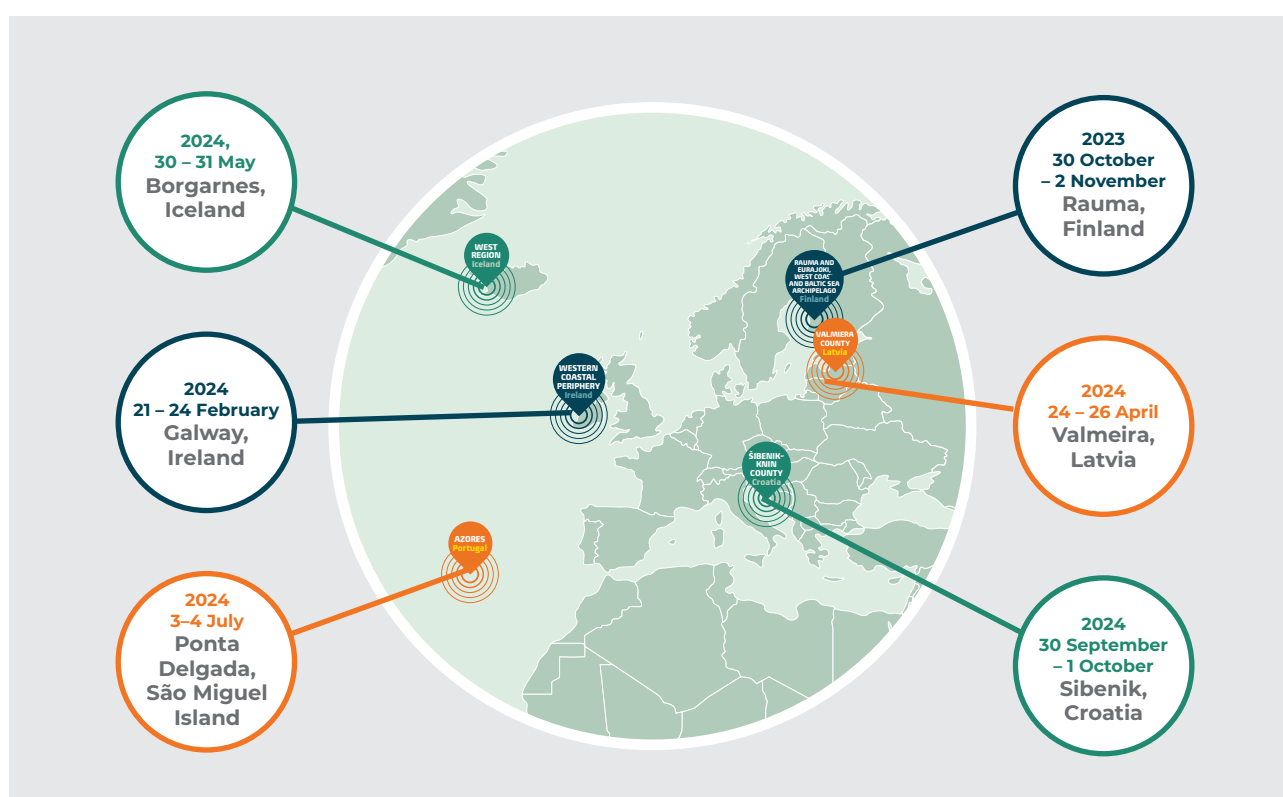 2024,
30 – 31 May
Borgarnes,
Iceland
2023
30 October
– 2 November
Rauma,
Finland
WEST
REGION
Iceland
RAUMA AND
EURAJOKI,
WEST COAST
AND BALTIC SEA
ARCHIPELAGO
Finland
VALMIERA
COUNTY
Latvia
2024
21 – 24 February
Galway,
Ireland
WESTERN
COASTAL
PERIPHERY
Ireland
2024
24 – 26 April
Valmeira,
Latvia
ŠIBENIK-
KNIN
COUNTY
Croatia
AZORES
Portugal
2024
3–4 July
Ponta
Delgada,
São Miguel
Island
2024
30 September
– 1 October
Sibenik,
Croatia